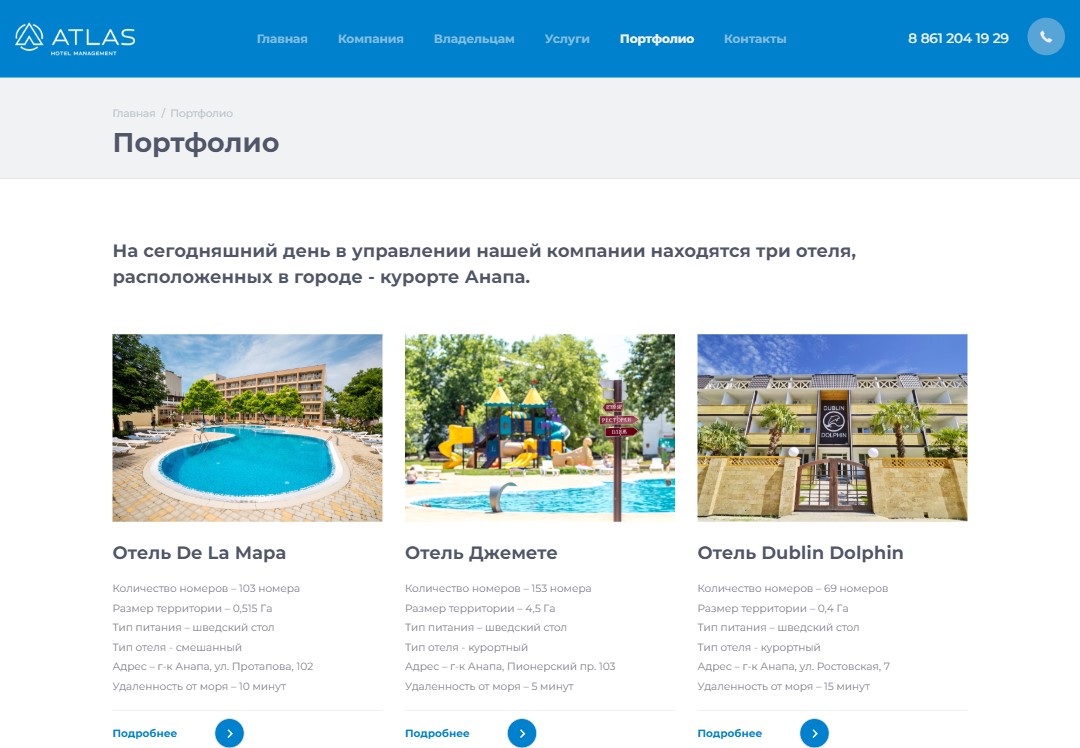 ATLAS
HOTEL MANAGEMENT
Главная Компания Владельцам Услуги Портфолио Контакты
8 861 204 19 29
Главная / Портфолио
Портфолио
На сегодняшний день в управлении нашей компании находятся три отеля,
расположенных в городе - курорте Анапа.
РЕСТОРАН
ПЛЯЖ
DUBLIN
DOLPHIN
Отель De La Мара
Количество номеров – 103 номера
Размер территории – 0,515 Га
Тип питания – шведский стол
Тип отеля - смешанный
Адрес – г-к Анапа, ул. Протапова, 102
Удаленность от моря – 10 минут
Подробнее
Отель Джемете
Количество номеров – 153 номера
Размер территории – 4,5 Га
Тип питания – шведский стол
Тип отеля - курортный
Адрес – г-к Анапа, Пионерский пр. 103
Удаленность от моря – 5 минут
Подробнее
Отель Dublin Dolphin
Количество номеров – 69 номеров
Размер территории – 0,4 Га
Тип питания – шведский стол
Тип отеля - курортный
Адрес – г-к Анапа, ул. Ростовская, 7
Удаленность от моря – 15 минут
Подробнее